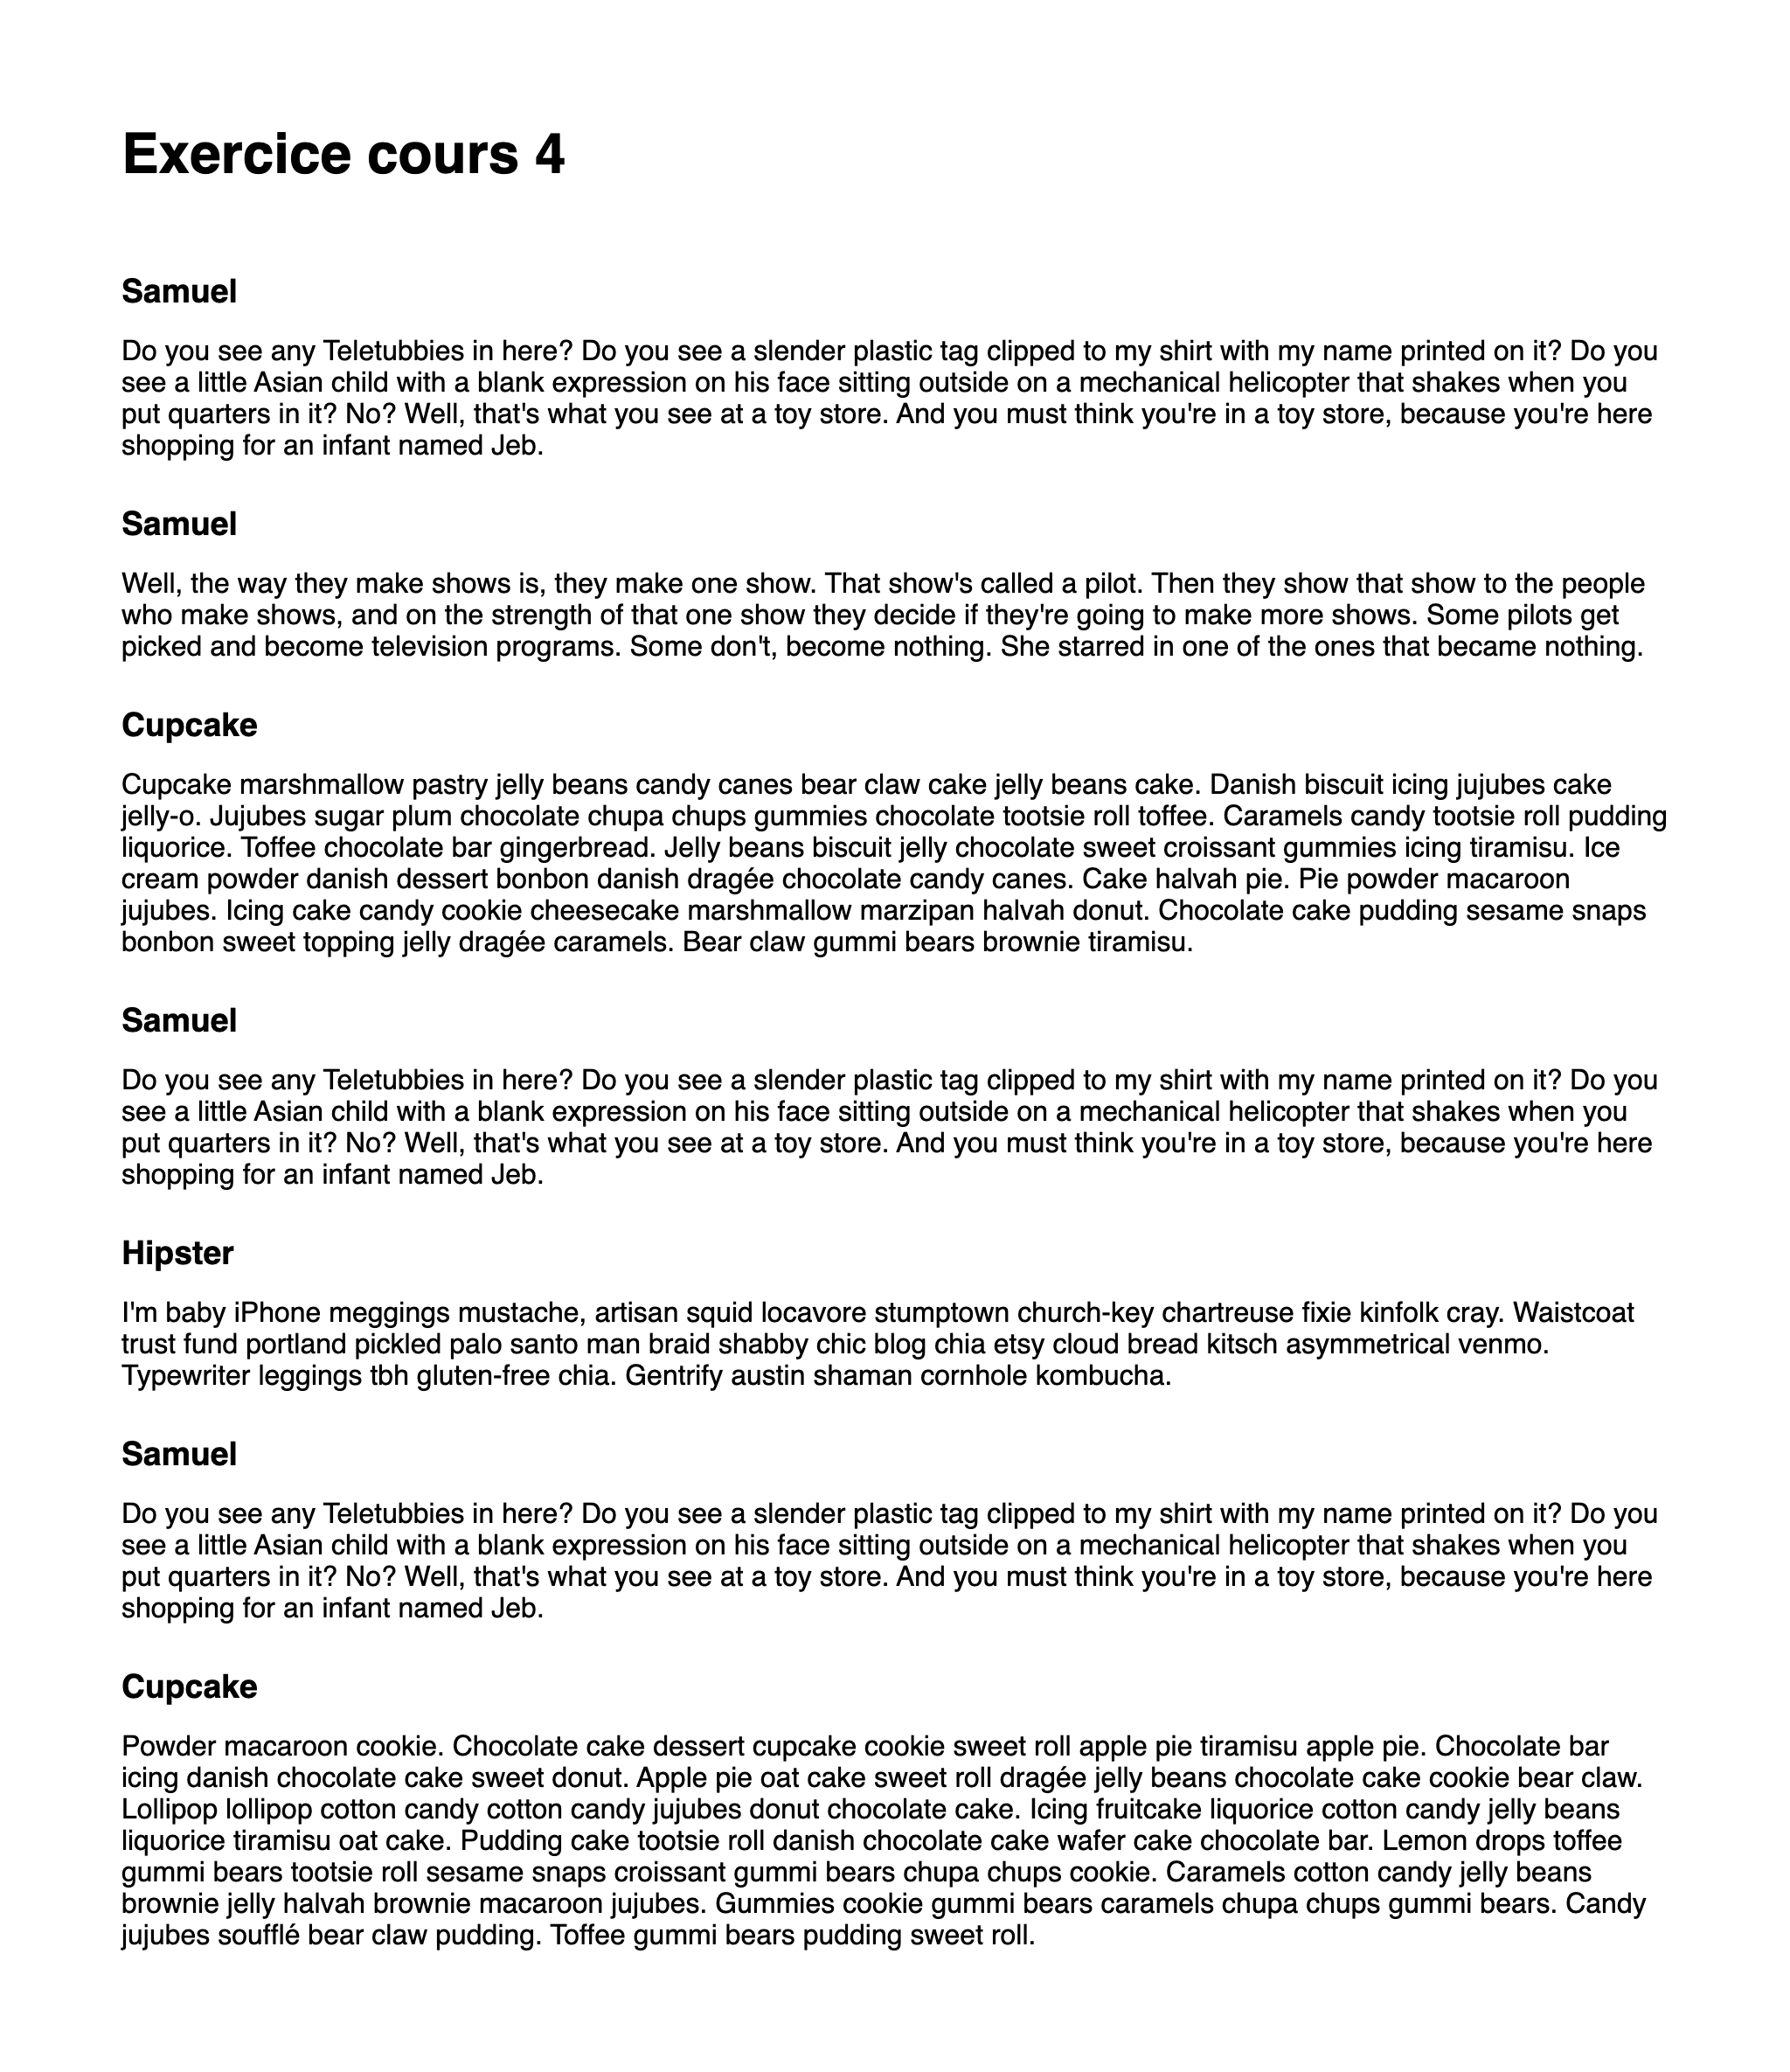 Exercice cours 4
Samuel
Do you see any Teletubbies in here? Do you see a slender plastic tag clipped to my shirt with my name printed on it? Do you
see a little Asian child with a blank expression on his face sitting outside on a mechanical helicopter that shakes when you
put quarters in it? No? Well, that's what you see at a toy store. And you must think you're in a toy store, because you're here
shopping for an infant named Jeb.
Samuel
Well, the way they make shows is, they make one show. That show's called a pilot. Then they show that show to the people
who make shows, and on the strength of that one show they decide if they're going to make more shows. Some pilots get
picked and become television programs. Some don't, become nothing. She starred in one of the ones that became nothing.
Cupcake
Cupcake marshmallow pastry jelly beans candy canes bear claw cake jelly beans cake. Danish biscuit icing jujubes cake
jelly-o. Jujubes sugar plum chocolate chupa chups gummies chocolate tootsie roll toffee. Caramels candy tootsie roll pudding
liquorice. Toffee chocolate bar gingerbread. Jelly beans biscuit jelly chocolate sweet croissant gummies icing tiramisu. Ice
cream powder danish dessert bonbon danish dragée chocolate candy canes. Cake halvah pie. Pie powder macaroon
jujubes. Icing cake candy cookie cheesecake marshmallow marzipan halvah donut. Chocolate cake pudding sesame snaps
bonbon sweet topping jelly dragée caramels. Bear claw gummi bears brownie tiramisu.
Samuel
Do you see any Teletubbies in here? Do you see a slender plastic tag clipped to my shirt with my name printed on it? Do you
see a little Asian child with a blank expression on his face sitting outside on a mechanical helicopter that shakes when you
put quarters in it? No? Well, that's what you see at a toy store. And you must think you're in a toy store, because you're here
shopping for an infant named Jeb.
Hipster
I'm baby iPhone meggings mustache, artisan squid locavore stumptown church-key chartreuse fixie kinfolk cray. Waistcoat
trust fund portland pickled palo santo man braid shabby chic blog chia etsy cloud bread kitsch asymmetrical venmo.
Typewriter leggings tbh gluten-free chia. Gentrify austin shaman cornhole kombucha.
Samuel
Do you see any Teletubbies in here? Do you see a slender plastic tag clipped to my shirt with my name printed on it? Do you
see a little Asian child with a blank expression on his face sitting outside on a mechanical helicopter that shakes when you
put quarters in it? No? Well, that's what you see at a toy store. And you must think you're in a toy store, because you're here
shopping for an infant named Jeb.
Cupcake
Powder macaroon cookie. Chocolate cake dessert cupcake cookie sweet roll apple pie tiramisu apple pie. Chocolate bar
icing danish chocolate cake sweet donut. Apple pie oat cake sweet roll dragée jelly beans chocolate cake cookie bear claw.
Lollipop lollipop cotton candy cotton candy jujubes donut chocolate cake. Icing fruitcake liquorice cotton candy jelly beans
liquorice tiramisu oat cake. Pudding cake tootsie roll danish chocolate cake wafer cake chocolate bar. Lemon drops toffee
gummi bears tootsie roll sesame snaps croissant gummi bears chupa chups cookie. Caramels cotton candy jelly beans
brownie jelly halvah brownie macaroon jujubes. Gummies cookie gummi bears caramels chupa chups gummi bears. Candy
jujubes soufflé bear claw pudding. Toffee gummi bears pudding sweet roll.